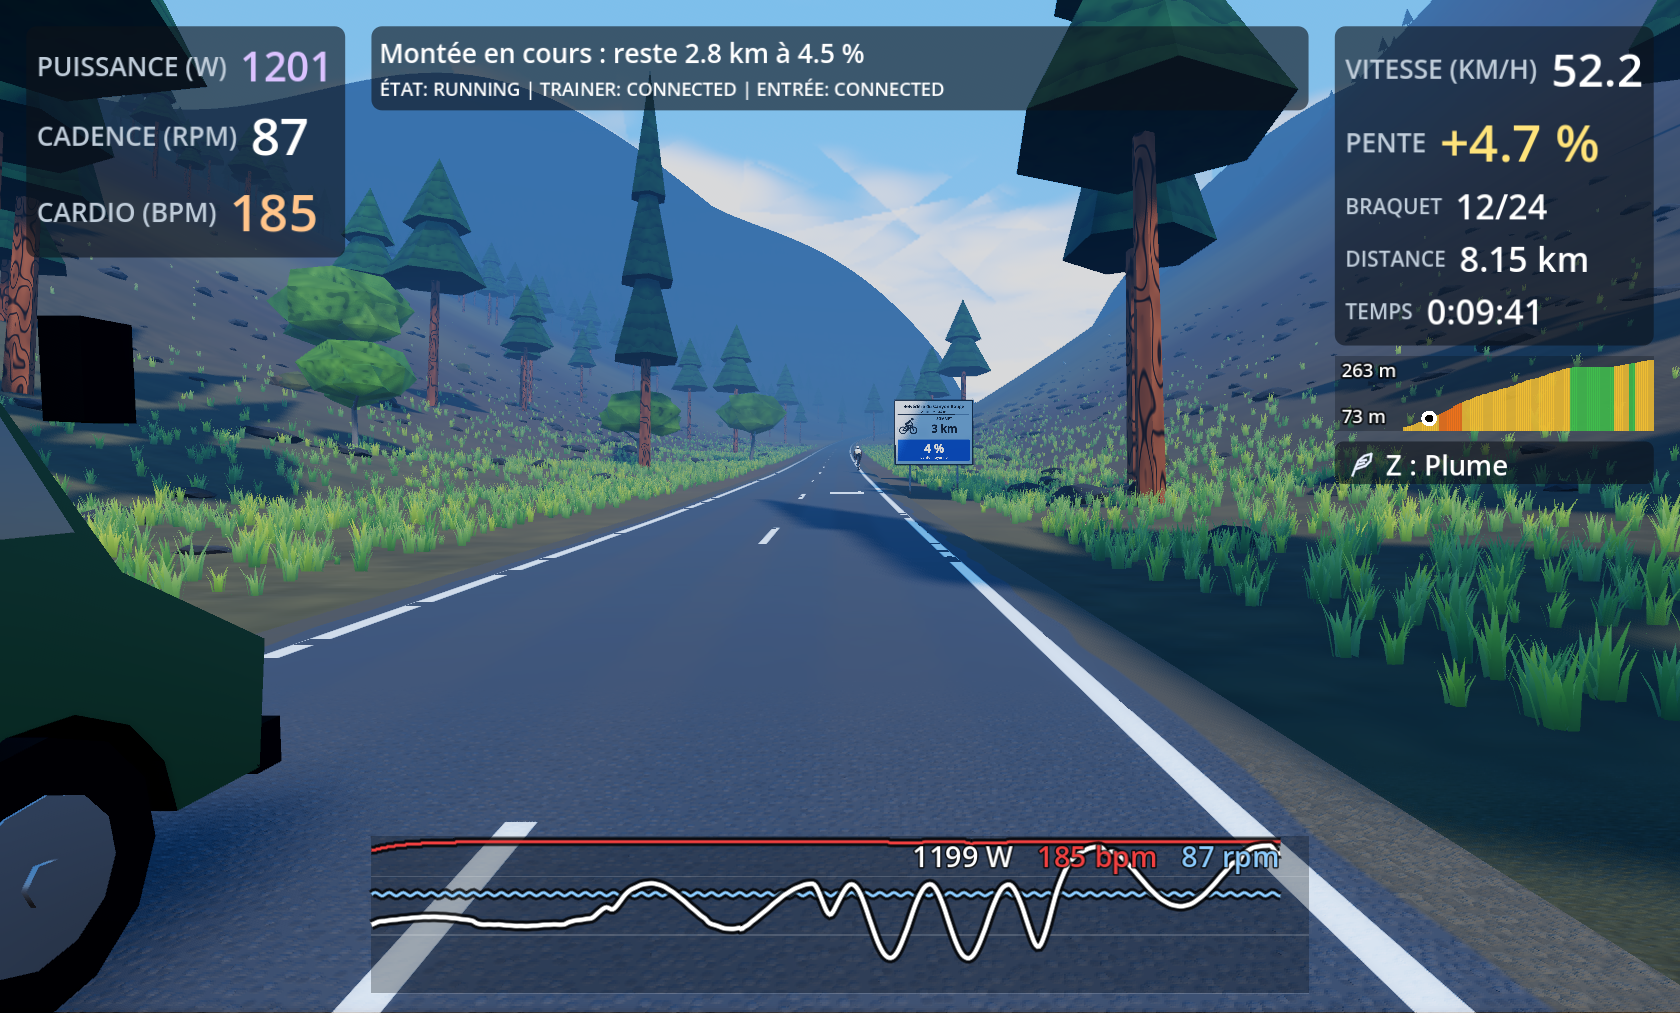 PUISSANCE (W) 1201
CADENCE (RPM) 87
CARDIO (BPM) 185
Montée en cours : reste 2.8 km à 4.5 %
ÉTAT: RUNNING | TRAINER: CONNECTED | ENTRÉE: CONNECTED
VITESSE (KM/H) 52.2
PENTE +4.7 %
BRAQUET 12/24
DISTANCE 8.15 km
TEMPS 0:09:41
263 m
73 m
Z : Plume
3 km
4 %
1199 W 185 bpm 87 rpm